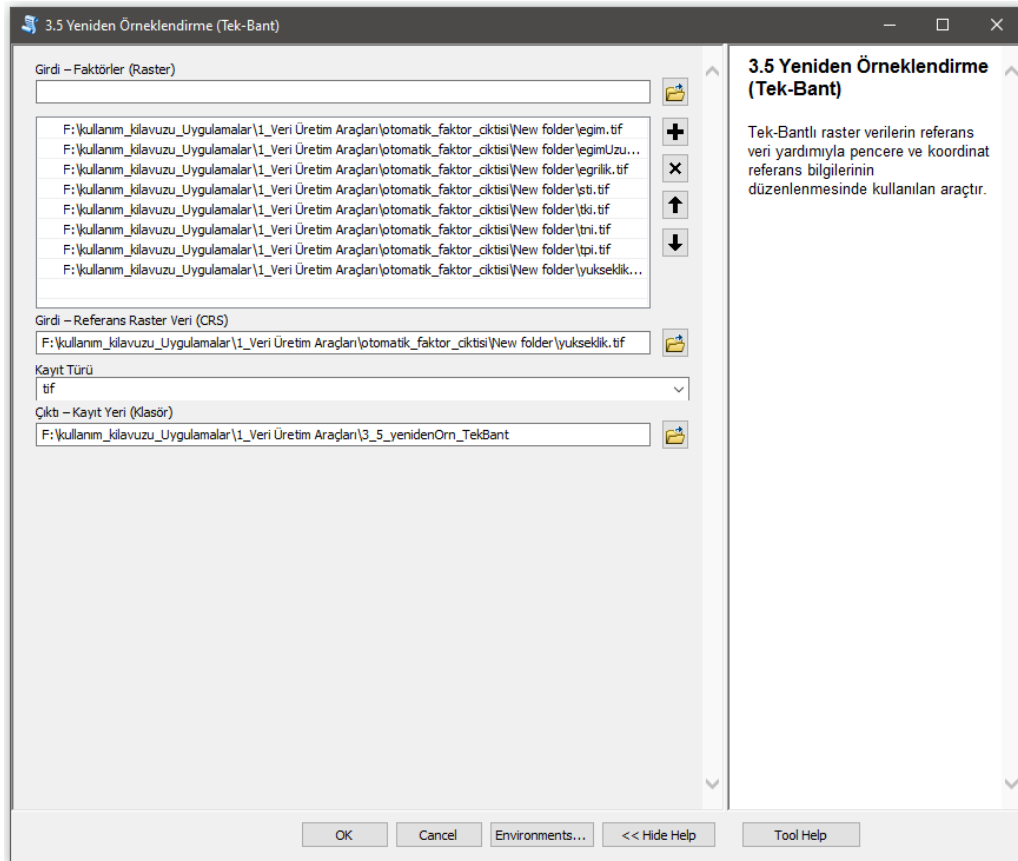 3.5 Yeniden Örneklendirme (Tek-Bant)
Girdi – Faktörler (Raster)
F:\kullanım_kilavuzu_Uygulamalar\1_Veri Üretim Araçları\otomatik_faktor_ciktisi\New folder\egim.tif
F:\kullanım_kilavuzu_Uygulamalar\1_Veri Üretim Araçları\otomatik_faktor_ciktisi\New folder\egimUzu...
F:\kullanım_kilavuzu_Uygulamalar\1_Veri Üretim Araçları\otomatik_faktor_ciktisi\New folder\egrilik.tif
F:\kullanım_kilavuzu_Uygulamalar\1_Veri Üretim Araçları\otomatik_faktor_ciktisi\New folder\sti.tif
F:\kullanım_kilavuzu_Uygulamalar\1_Veri Üretim Araçları\otomatik_faktor_ciktisi\New folder\tki.tif
F:\kullanım_kilavuzu_Uygulamalar\1_Veri Üretim Araçları\otomatik_faktor_ciktisi\New folder\tni.tif
F:\kullanım_kilavuzu_Uygulamalar\1_Veri Üretim Araçları\otomatik_faktor_ciktisi\New folder\tpi.tif
F:\kullanım_kilavuzu_Uygulamalar\1_Veri Üretim Araçları\otomatik_faktor_ciktisi\New folder\yukseklik...
Girdi – Referans Raster Veri (CRS)
F:\kullanım_kilavuzu_Uygulamalar\1_Veri Üretim Araçları\otomatik_faktor_ciktisi\New folder\yukseklik.tif
Kayıt Türü
tif
Çıktı – Kayıt Yeri (Klasör)
F:\kullanım_kilavuzu_Uygulamalar\1_Veri Üretim Araçları\3_5_yenidenOrn_TekBant
3.5 Yeniden Örneklendirme
(Tek-Bant)
Tek-Bantlı raster verilerin referans
veri yardımıyla pencere ve koordinat
referans bilgilerinin
düzenlenmesinde kullanılan araçtır.
OK
Cancel
Environments...
<< Hide Help
Tool Help